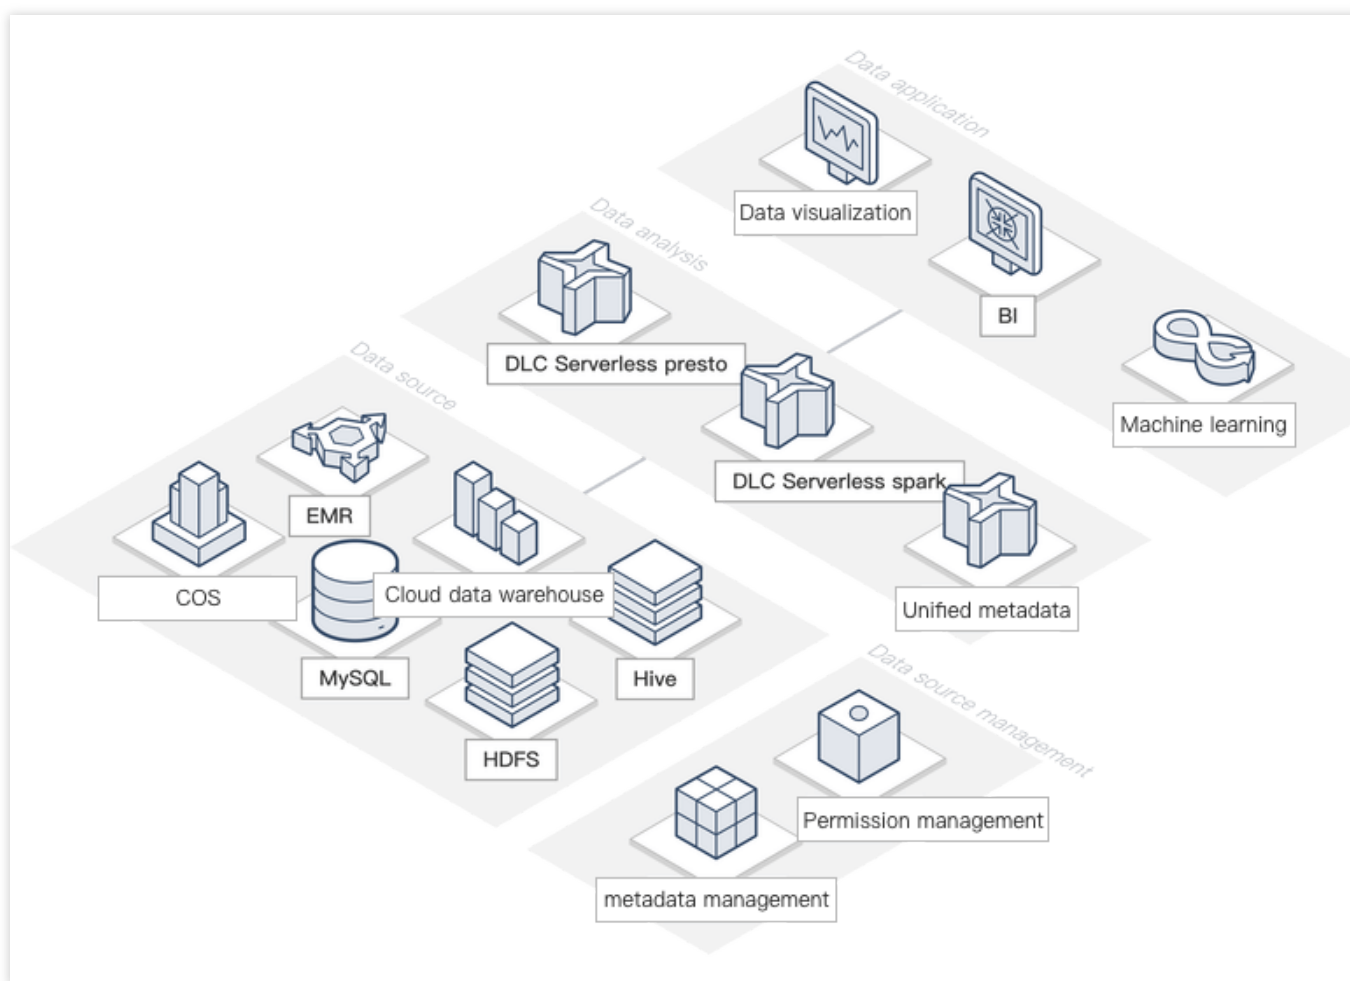 Data application
Data visualization
BI
Machine learning
Data analysis
DLC Serverless presto
DLC Serverless spark
Unified metadata
Data source
EMR
COS
Cloud data warehouse
MySQL
Hive
HDFS
Data source management
Permission management
metadata management